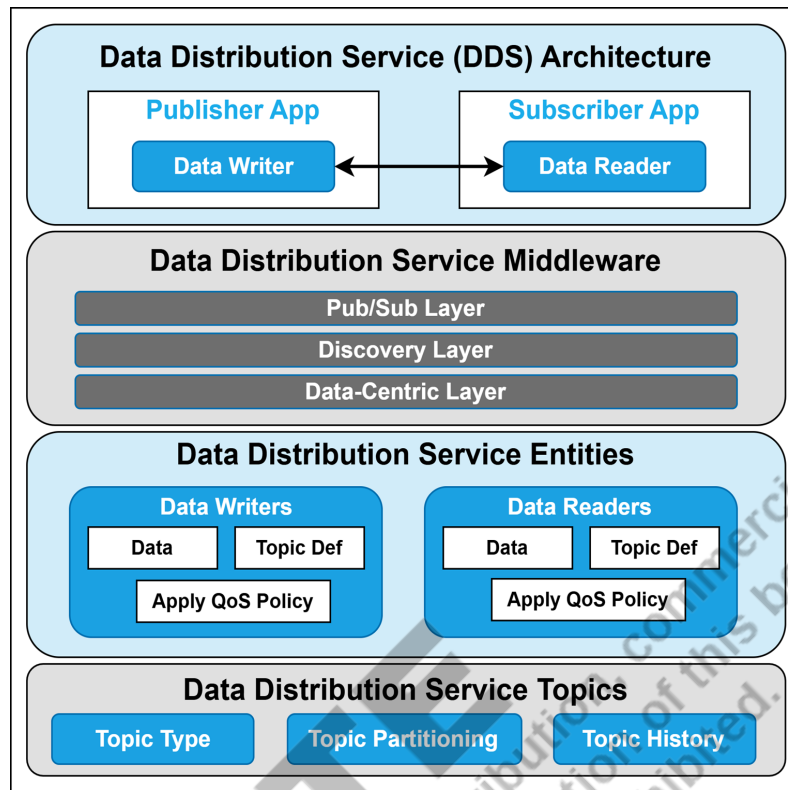 Data Distribution Service (DDS) Architecture
Publisher App
Subscriber App
Data Writer
Data Reader
Data Distribution Service Middleware
Pub/Sub Layer
Discovery Layer
Data-Centric Layer
Data Distribution Service Entities
Data Writers
Data
Topic Def
Apply QoS Policy
Data Readers
Data
Topic Def
Apply QoS Policy
Data Distribution Service Topics
Topic Type
Topic Partitioning
Topic History